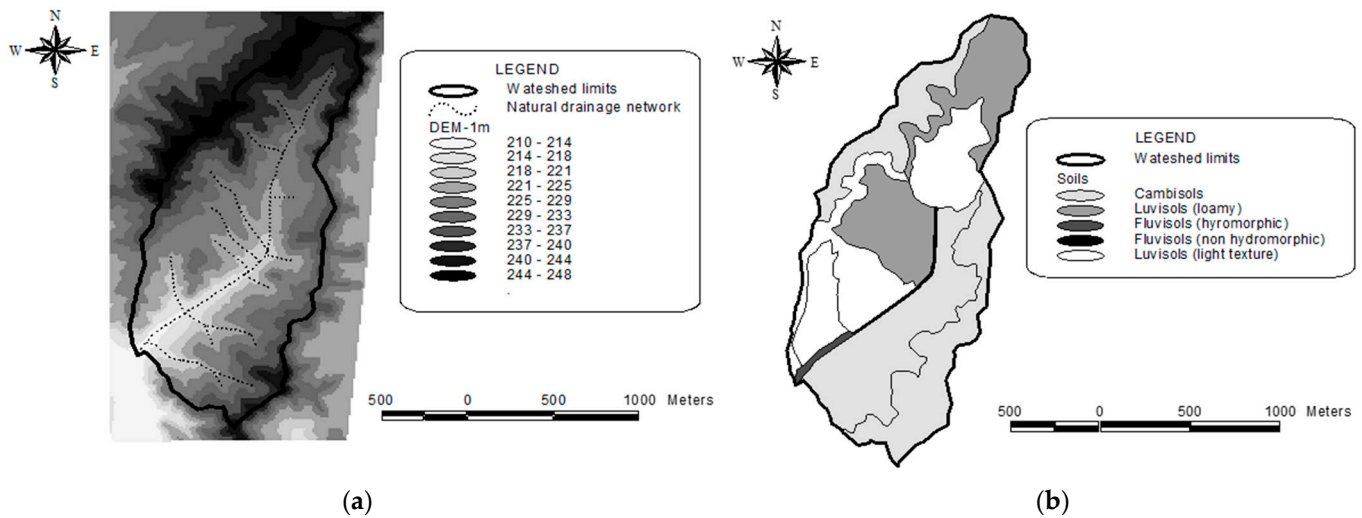 N
W E
S
LEGEND
Wateshed limits
Natural drainage network
DEM-1m
210 - 214
214 - 218
218 - 221
221 - 225
225 - 229
229 - 233
233 - 237
237 - 240
240 - 244
244 - 248
500 0 500 1000 Meters
(a)
N
W E
S
LEGEND
Wateshed limits
Soils
Cambisols
Luvisols (loamy)
Fluvisols (hyromorphic)
Fluvisols (non hydromorphic)
Luvisols (light texture)
500 0 500 1000 Meters
(b)